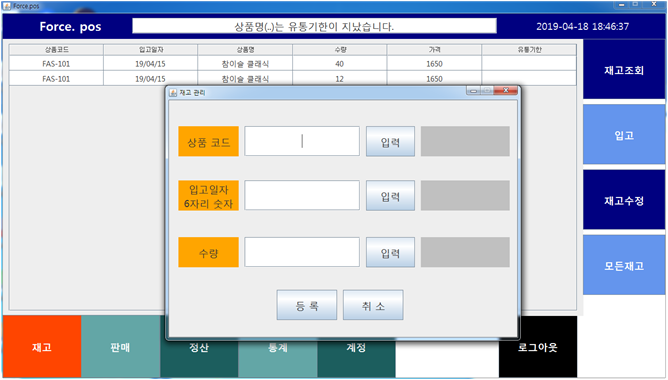 Force.pos
Force. pos
상품명(..)는 유통기한이 지났습니다.
2019-04-18 18:46:37
상품코드 입고일자 상품명 수량 가격 유통기한
FAS-101 19/04/15 참이슬 클래식 40 1650
FAS-101 19/04/15 참이슬 클래식 12 1650
재고조회
입고
재고수정
모든재고
재고 관리
상품 코드
입력
입고일자
6자리 숫자
입력
수량
입력
등 록
취 소
재고
판매
정산
통계
계정
로그아웃